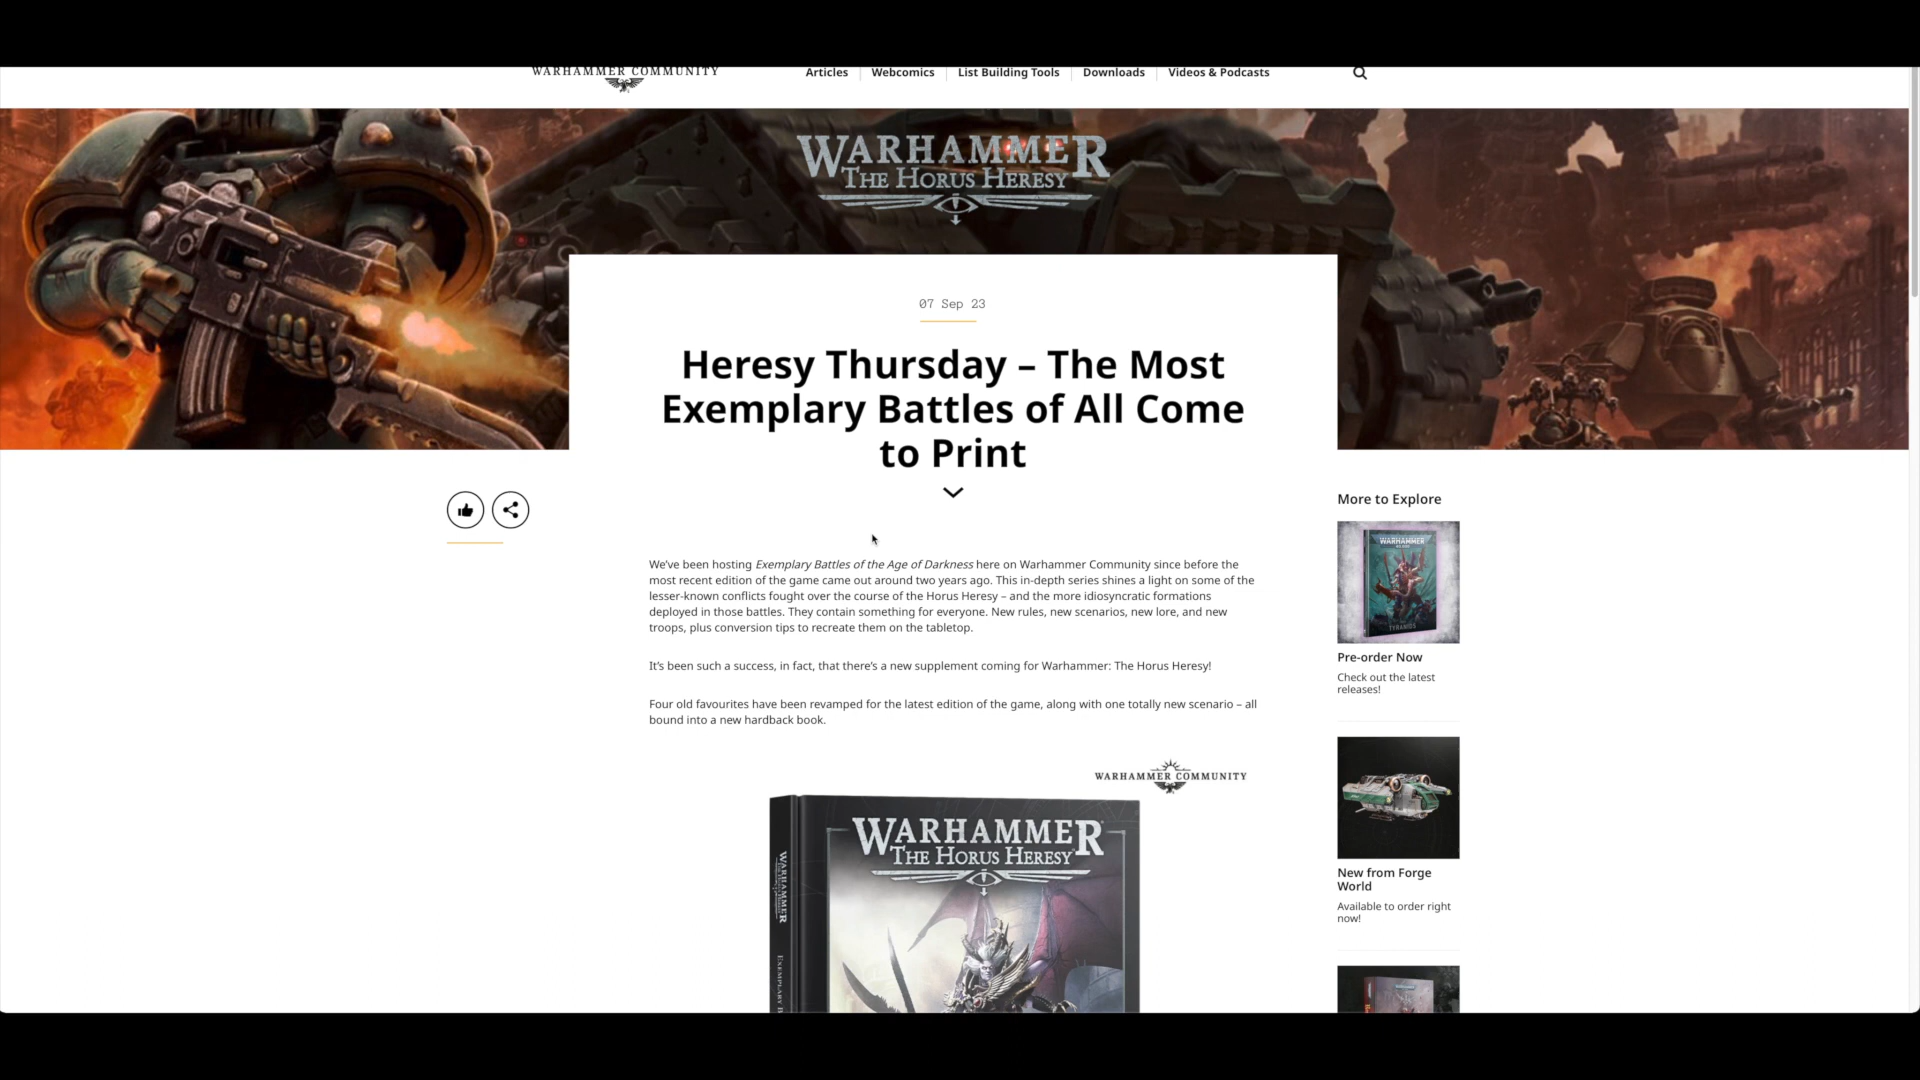 WARHAMMER COMMUNITY
Articles
Webcomics
List Building Tools
Downloads
Videos & Podcasts
WARHAMMER
THE HORUS HERESY
07 Sep 23
Heresy Thursday – The Most
Exemplary Battles of All Come
to Print
We've been hosting Exemplary Battles of the Age of Darkness here on Warhammer Community since before the
most recent edition of the game came out around two years ago. This in-depth series shines a light on some of the
lesser-known conflicts fought over the course of the Horus Heresy – and the more idiosyncratic formations
deployed in those battles. They contain something for everyone. New rules, new scenarios, new lore, and new
troops, plus conversion tips to recreate them on the tabletop.
It's been such a success, in fact, that there's a new supplement coming for Warhammer: The Horus Heresy!
Four old favourites have been revamped for the latest edition of the game, along with one totally new scenario – all
bound into a new hardback book.
WARHAMMER COMMUNITY
WARHAMMER
THE HORUS HERESY
WARHAMMER
EXEMPLARY B
More to Explore
WARHAMMER
TYRANIDS
Pre-order Now
Check out the latest
releases!
New from Forge
World
Available to order right
now!